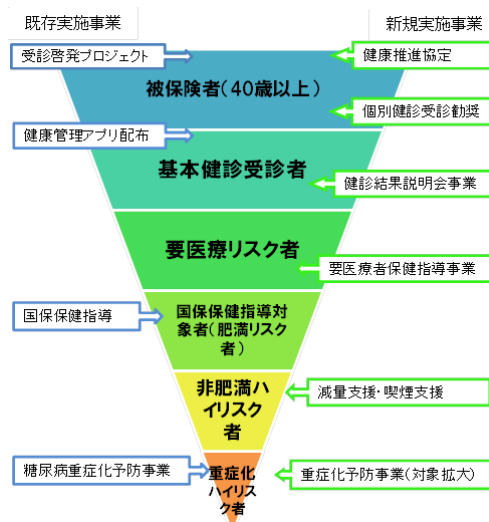 既存実施事業
新規実施事業
受診啓発プロジェクト
健康推進協定
被保険者（40歳以上）
個別健診受診勧奨
健康管理アプリ配布
基本健診受診者
健診結果説明会事業
要医療リスク者
要医療者保健指導事業
国保保健指導
国保保健指導対
象者（肥満リスク
者）
非肥満ハ
イリスク
者
減量支援・喫煙支援
糖尿病重症化予防事業
重症化
ハイリス
ク者
重症化予防事業(対象拡大)